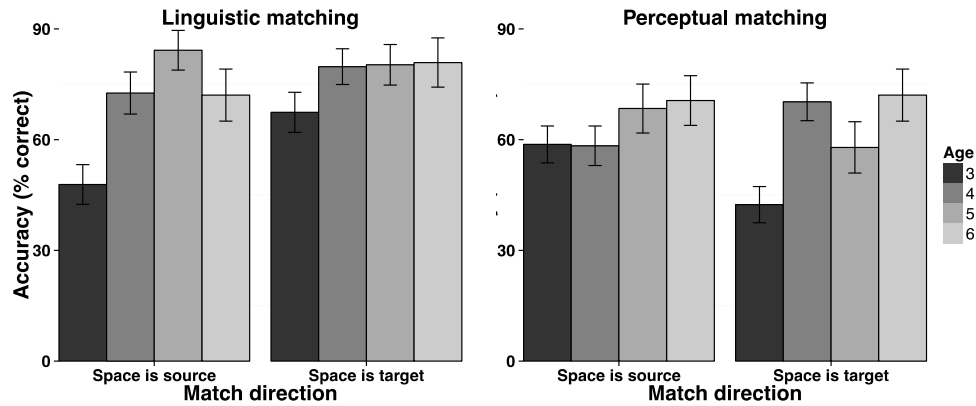 Linguistic matching
90
60
30
0
Accuracy (% correct)
Space is source
Space is target
Match direction
Perceptual matching
90
60
30
0
Space is source
Space is target
Match direction
Age
3
4
5
6